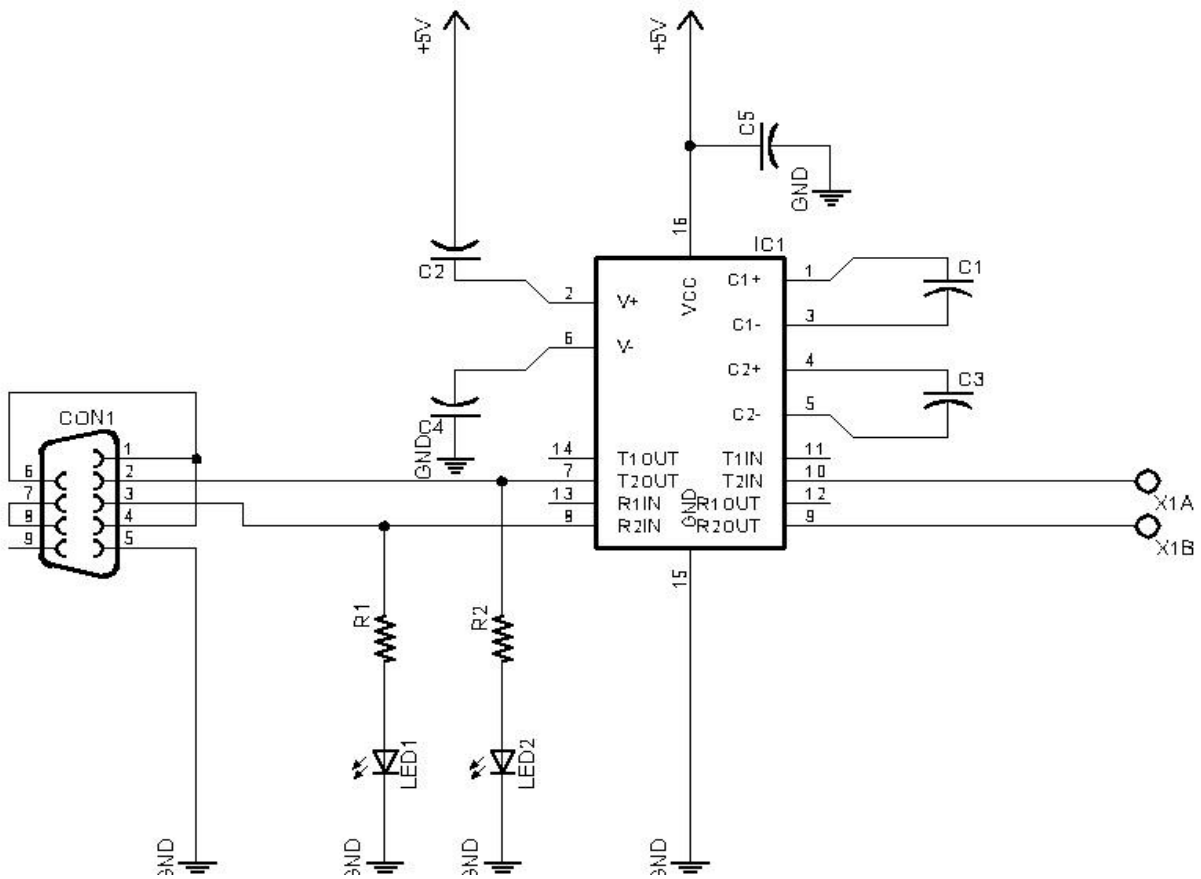 +5V
+5V
C5
GND
16
IC1
C2
2
V+
VCC
C1+
1
C1
6
V-
C1-
3
C2+
4
C3
C2-
5
CON1
C4
GND
14
T1OUT
T1IN
11
1
6
2
7
T2OUT
T2IN
10
X1A
7
3
13
R1IN
GND
R1OUT
12
8
4
8
R2IN
R2OUT
9
X1B
9
5
15
R1
R2
LED1
LED2
GND
GND
GND
GND